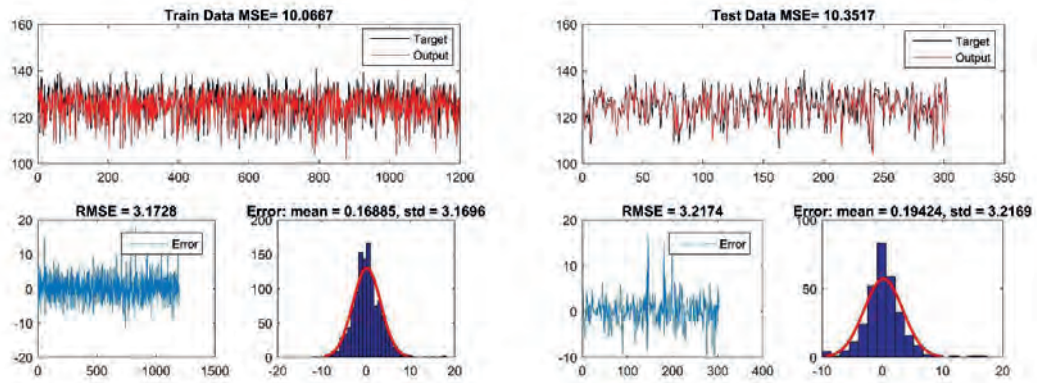 Train Data MSE= 10.0667
160
140
120
100
Target
Output
0 200 400 600 800 1000 1200
Test Data MSE= 10.3517
160
140
120
100
Target
Output
0 50 100 150 200 250 300 350
RMSE = 3.1728
20
10
0
-10
-20
Error
0 500 1000 1500
Error: mean = 0.16885, std = 3.1696
200
150
100
50
0
-20 -10 0 10 20
RMSE = 3.2174
20
10
0
-10
Error
0 100 200 300 400
Error: mean = 0.19424, std = 3.2169
100
50
0
-10 0 10 20